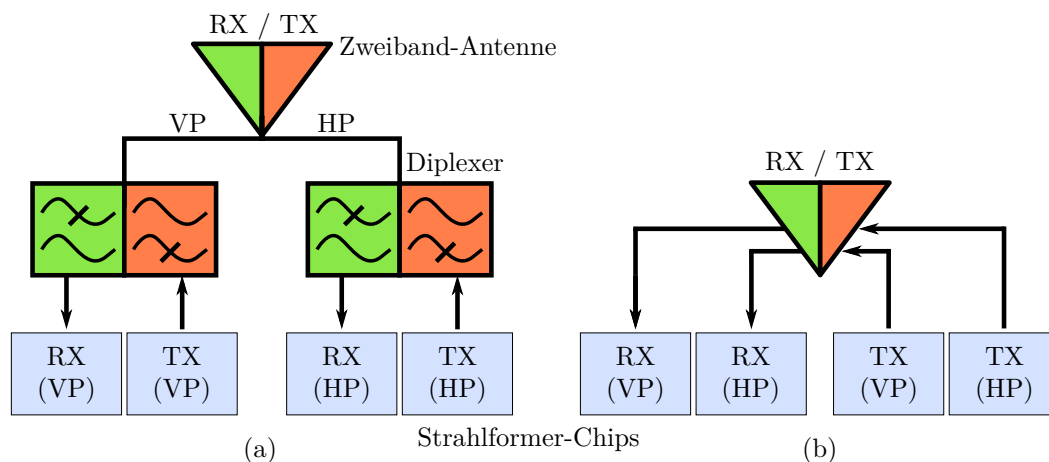 RX / TX
Zweiband-Antenne
VP
HP
Diplexer
RX
(VP)
TX
(VP)
RX
(HP)
TX
(HP)
(a)
Strahlformer-Chips
RX / TX
RX
(VP)
RX
(HP)
TX
(VP)
TX
(HP)
(b)